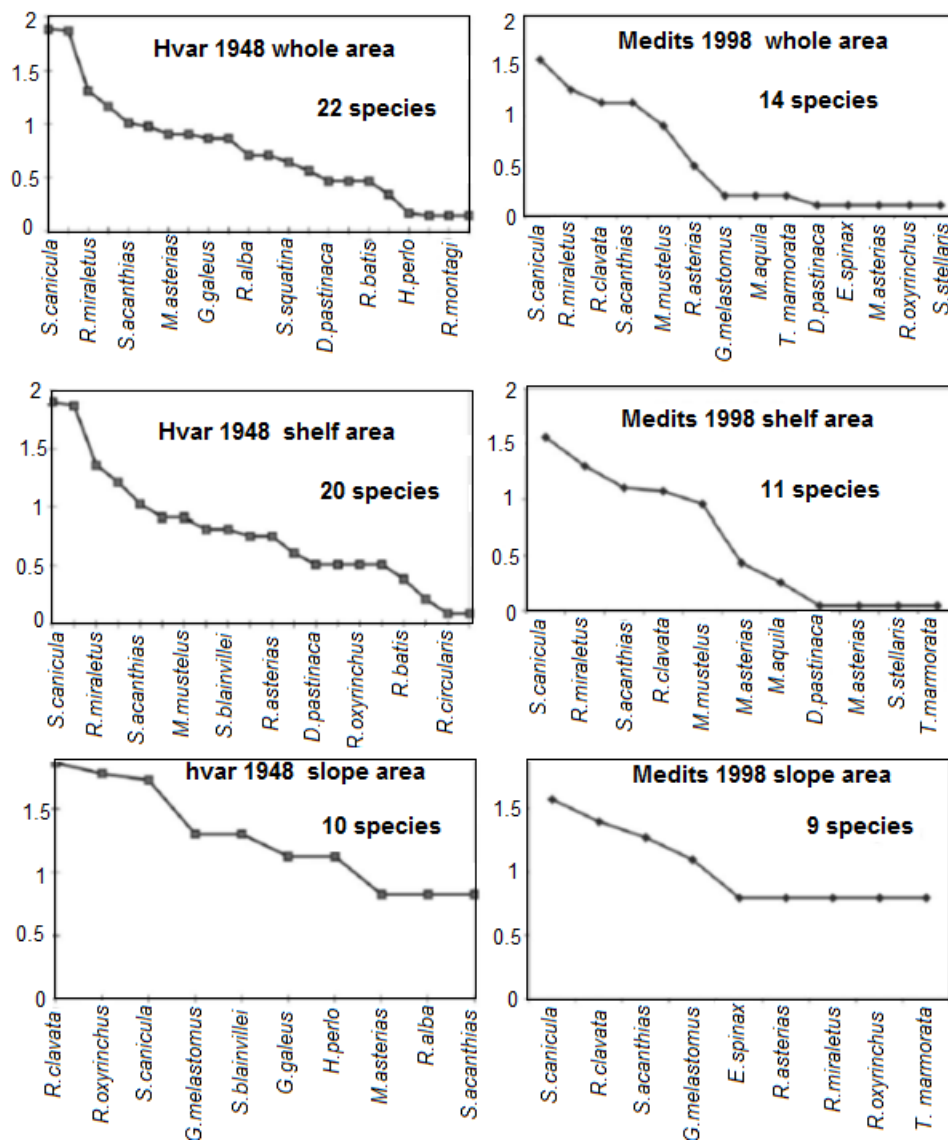 2
1.5
1
0.5
0
Hvar 1948 whole area
22 species
S.canicula
R.miraletus
S.acanthias
M.asterias
G.galeus
R.alba
S.squatina
D.pastinaca
R.batis
H.perlo
R.montagi
2
1.5
1
0.5
0
Medits 1998 whole area
14 species
S.canicula
R.miraletus
R.clavata
S.acanthias
M.mustelus
R.asterias
G.melastomus
M.aquila
T. marmorata
D.pastinaca
E.spinax
M.asterias
R.oxyrinchus
S.stellaris
2
1.5
1
0.5
0
Hvar 1948 shelf area
20 species
S.canicula
R.miraletus
S.acanthias
M.mustelus
S.blainvillei
R.asterias
D.pastinaca
R.oxyrinchus
R.batis
R.circularis
2
1.5
1
0.5
0
Medits 1998 shelf area
11 species
S.canicula
R.miraletus
S.acanthias
R.clavata
M.mustelus
M.asterias
M.aquila
D.pastinaca
M.asterias
S.stellaris
T.marmorata
1.5
1
0.5
0
hvar 1948 slope area
10 species
R.clavata
R.oxyrinchus
S.canicula
G.melastomus
S.blainvillei
G.galeus
H.perlo
M.asterias
R.alba
S.acanthias
1.5
1
0.5
0
Medits 1998 slope area
9 species
S.canicula
R.clavata
S.acanthias
G.melastomus
E.spinax
R.asterias
R.miraletus
R.oxyrinchus
T. marmorata